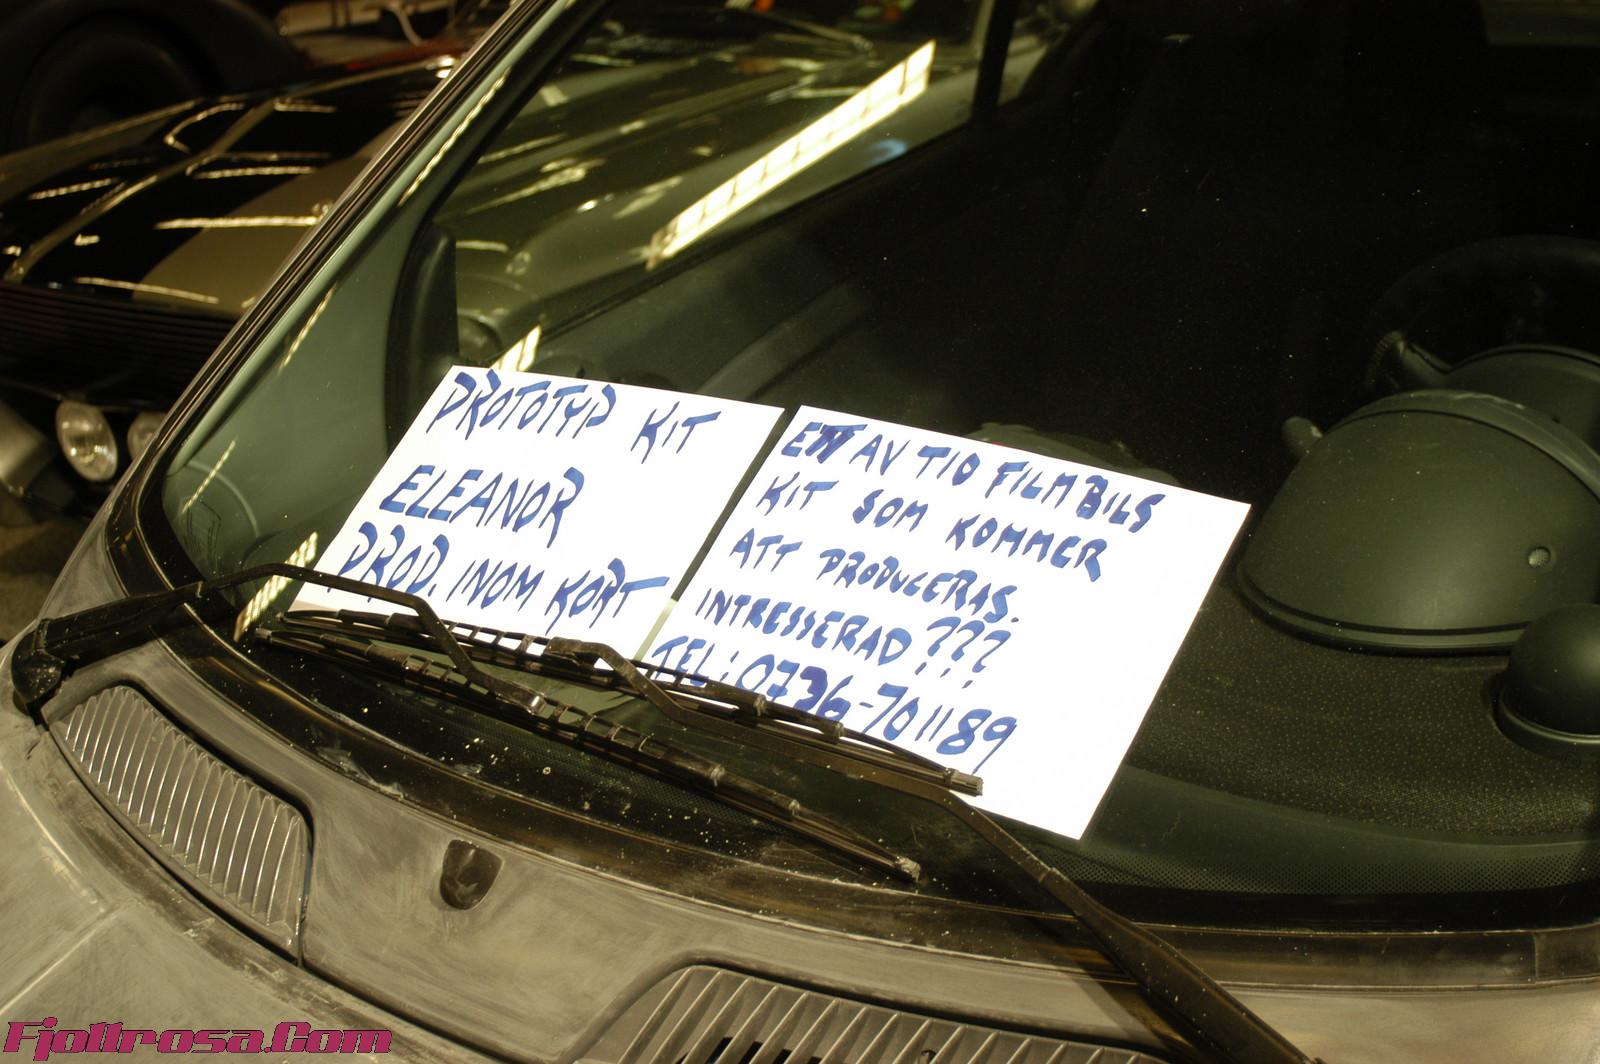 PROTOTYP KIT
ELEANOR
PROD. INOM KORT
ETT AV TIO FILMBILS
KIT SOM KOMMER
ATT PRODUCERAS.
INTRESSERAD???
TEL: 0736-701189
Fjollrosa.Com